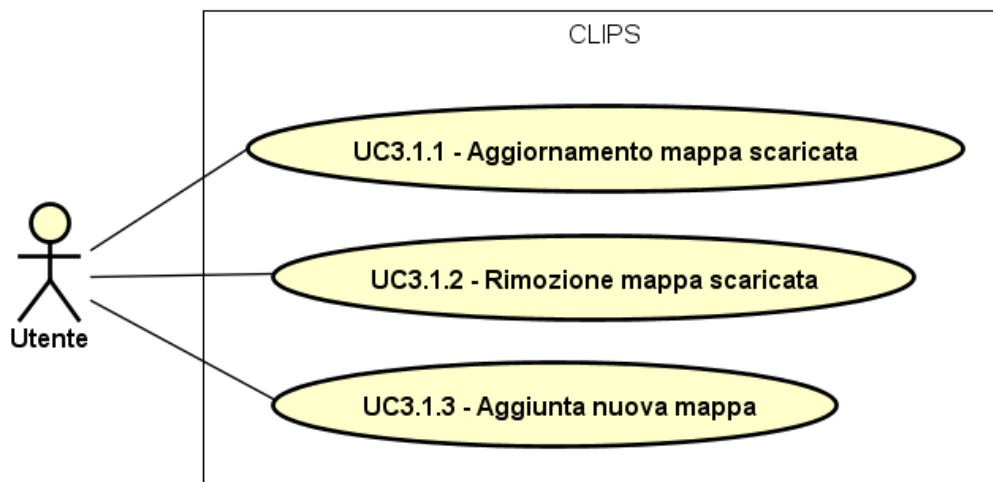 CLIPS
UC3.1.1 - Aggiornamento mappa scaricata
UC3.1.2 - Rimozione mappa scaricata
Utente
UC3.1.3 - Aggiunta nuova mappa